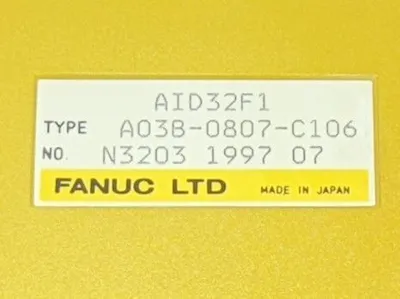 AID32F1
TYPE A03B-0807-C106
NO. N3203 1997 07
FANUC LTD MADE IN JAPAN